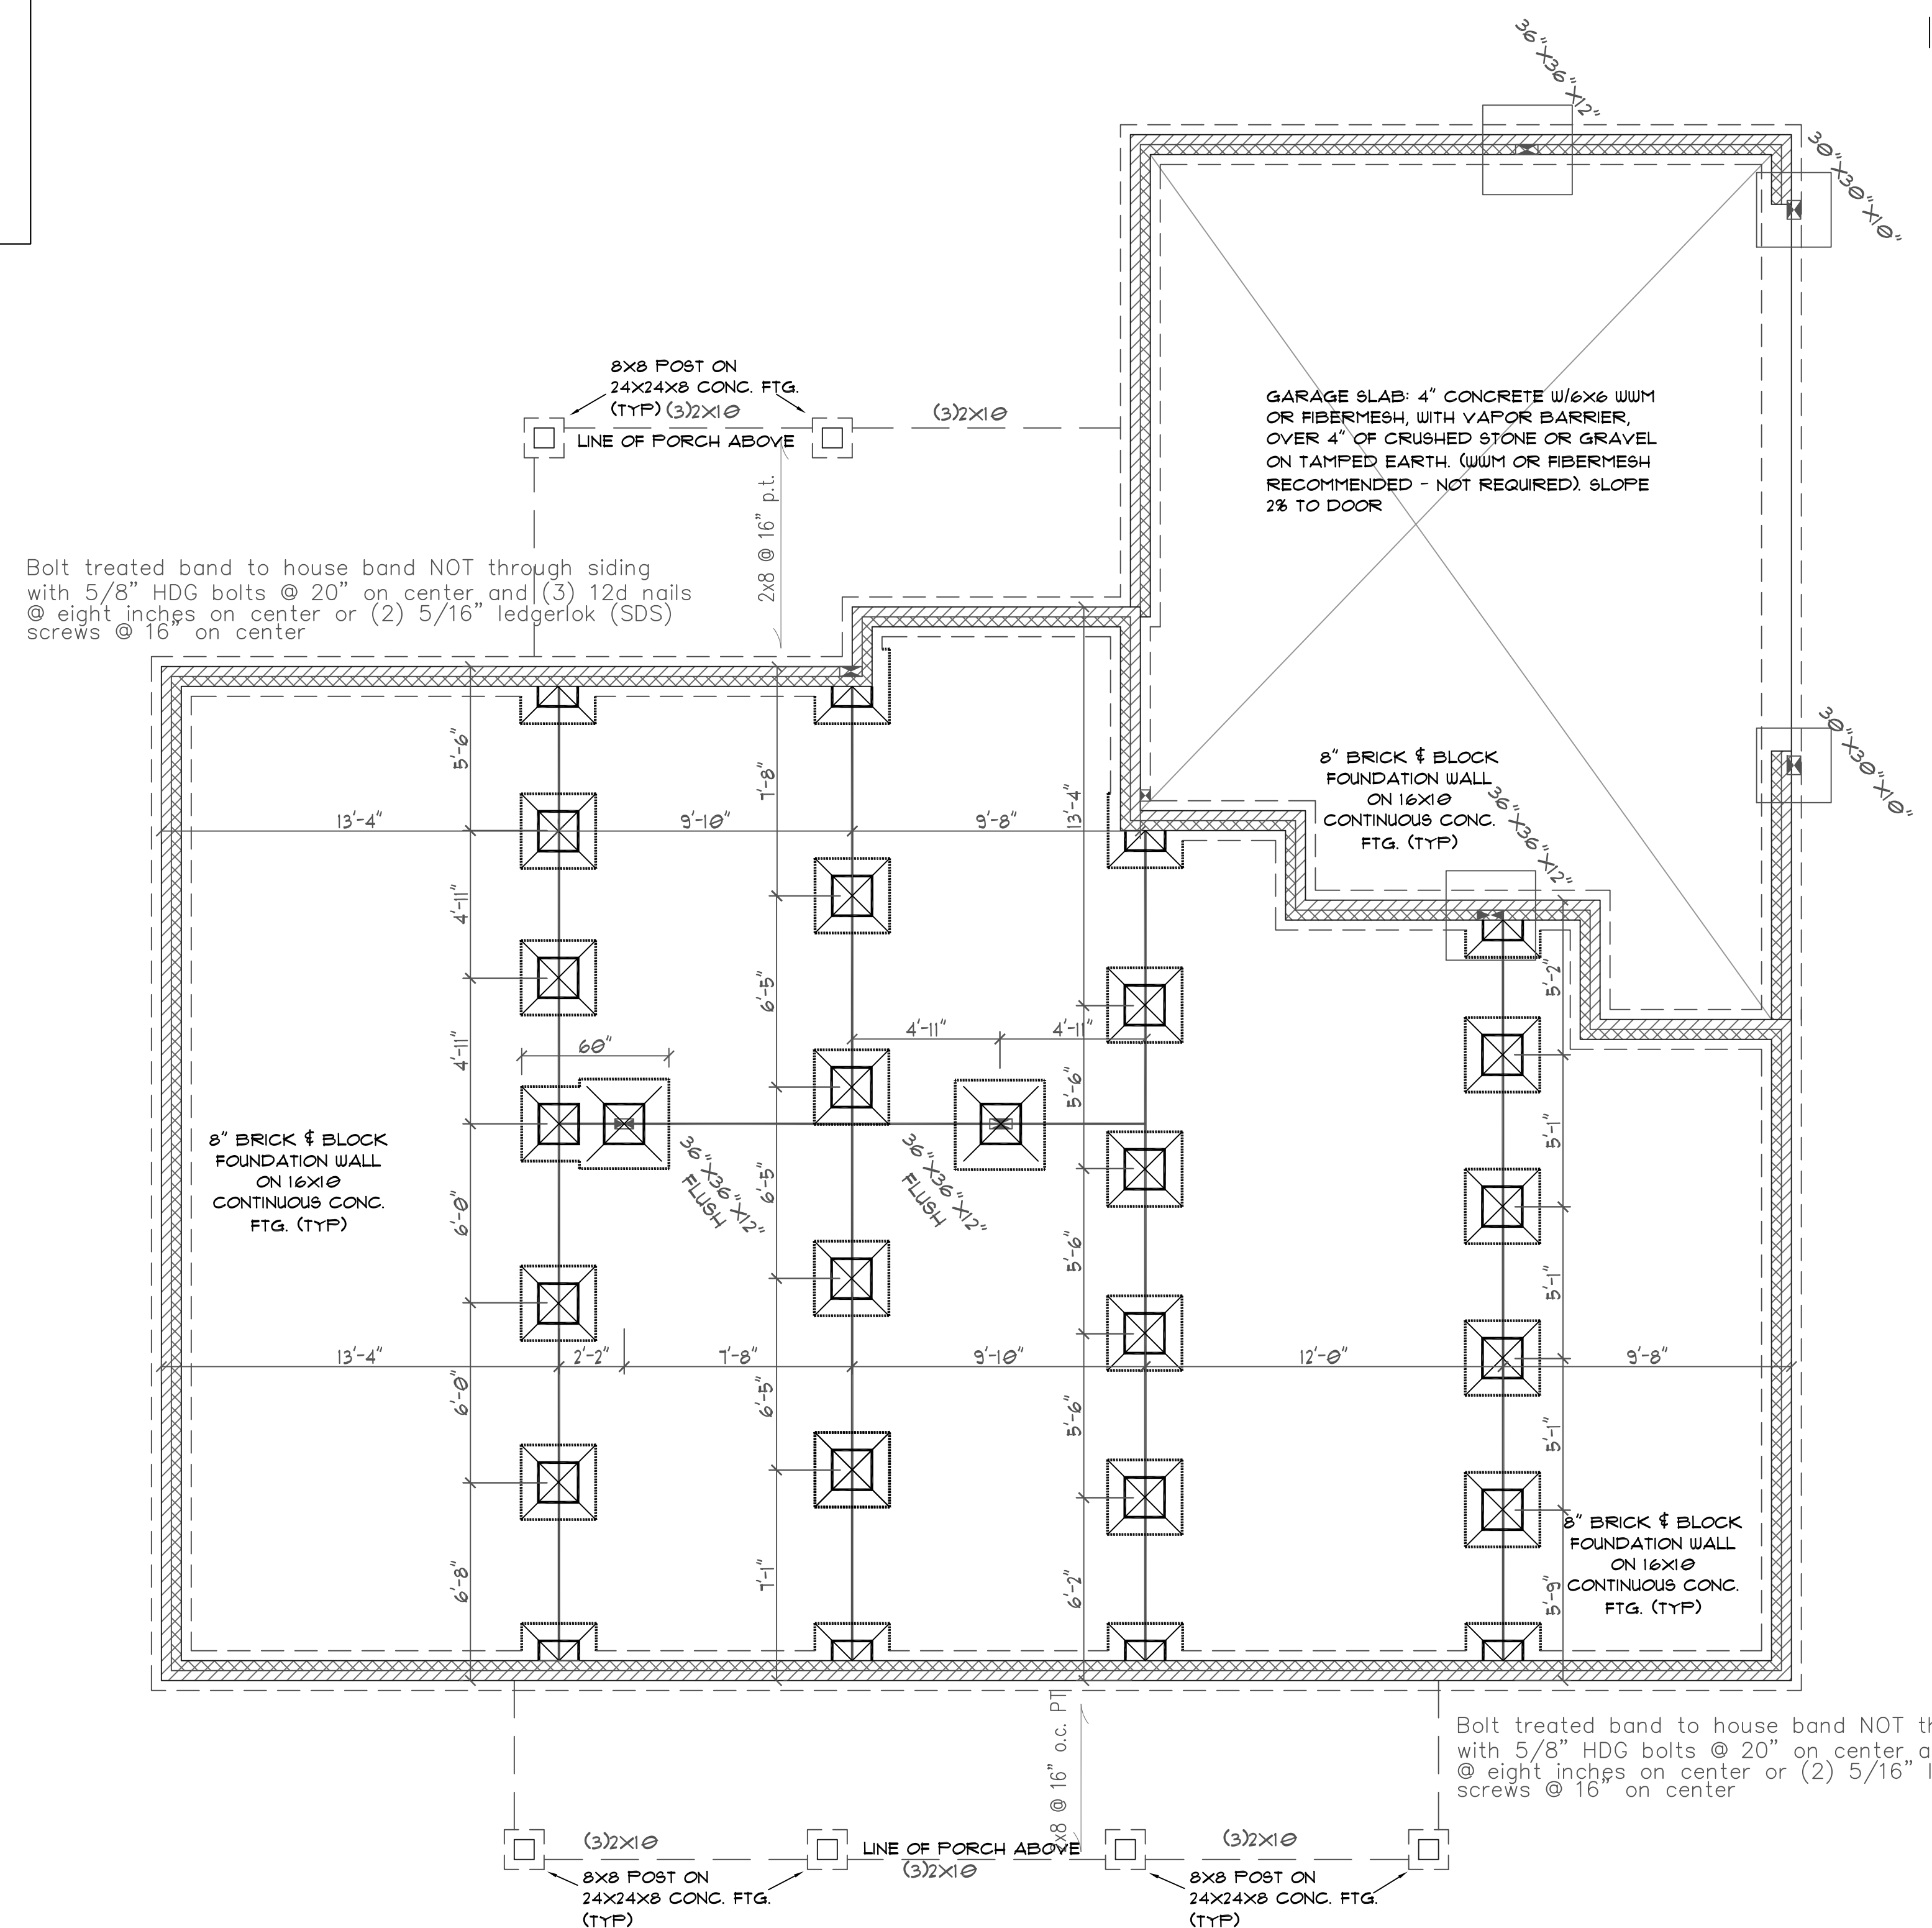 36"X36"X12"
30"X30"X10"
8X8 POST ON
24X24X8 CONC. FTG.
(TYP)
(3)2X10
(3)2X10
LINE OF PORCH ABOVE
2x8 @ 16" p.t.
GARAGE SLAB: 4" CONCRETE W/6X6 WWM
OR FIBERMESH, WITH VAPOR BARRIER,
OVER 4" OF CRUSHED STONE OR GRAVEL
ON TAMPED EARTH. (WWM OR FIBERMESH
RECOMMENDED - NOT REQUIRED). SLOPE
2% TO DOOR
Bolt treated band to house band NOT through siding
with 5/8" HDG bolts @ 20" on center and (3) 12d nails
@ eight inches on center or (2) 5/16" ledgerlok (SDS)
screws @ 16" on center
30"X30"X10"
8" BRICK & BLOCK
FOUNDATION WALL
ON 16X10
CONTINUOUS CONC.
FTG. (TYP)
36"X36"X12"
5'-6"
7'-8"
13'-4"
13'-4"
9'-10"
9'-8"
4'-11"
6'-5"
5'-2"
4'-11"
4'-11"
4'-11"
60"
5'-6"
5'-1"
8" BRICK & BLOCK
FOUNDATION WALL
ON 16X10
CONTINUOUS CONC.
FTG. (TYP)
36"X36"X12"
FLUSH
36"X36"X12"
FLUSH
6'-0"
6'-5"
5'-6"
5'-1"
13'-4"
2'-2"
7'-8"
9'-10"
12'-0"
9'-8"
6'-0"
6'-5"
5'-6"
5'-1"
6'-8"
7'-1"
6'-2"
5'-9"
8" BRICK & BLOCK
FOUNDATION WALL
ON 16X10
CONTINUOUS CONC.
FTG. (TYP)
2x8 @ 16" o.c. PT
Bolt treated band to house band NOT
with 5/8" HDG bolts @ 20" on center
@ eight inches on center or (2) 5/16"
screws @ 16" on center
(3)2X10
LINE OF PORCH ABOVE
(3)2X10
(3)2X10
8X8 POST ON
24X24X8 CONC. FTG.
(TYP)
8X8 POST ON
24X24X8 CONC. FTG.
(TYP)